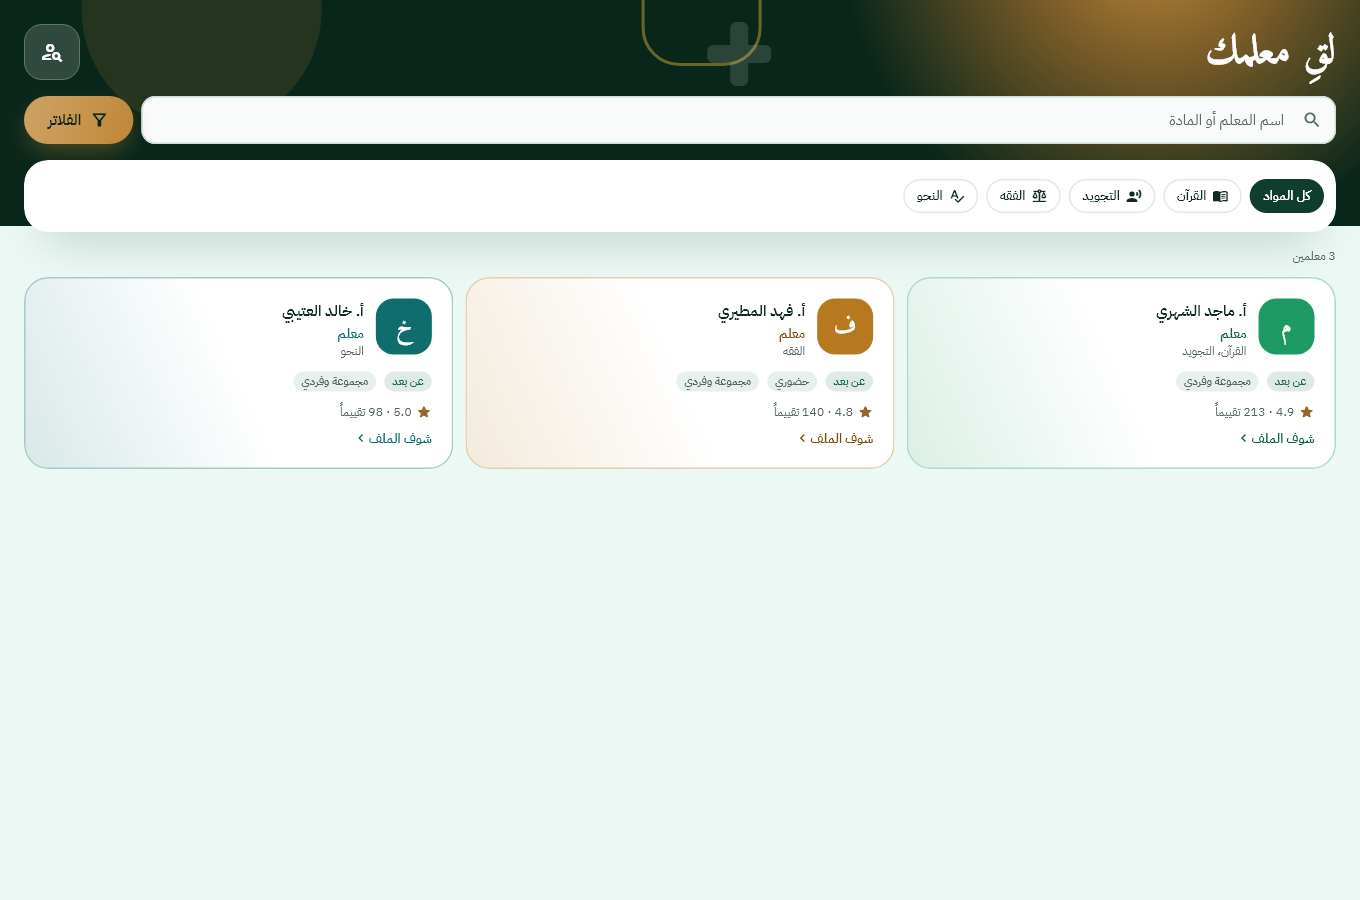 لقِ معلمك
اسم المعلم أو المادة
الفلاتر
كل المواد
القرآن
التجويد
الفقه
النحو
3 معلمين
م
أ. ماجد الشهري
معلم
القرآن، التجويد
عن بعد
مجموعة وفردي
4.9 · 213 تقييماً
شوف الملف
ف
أ. فهد المطيري
معلم
الفقه
عن بعد
حضوري
مجموعة وفردي
4.8 · 140 تقييماً
شوف الملف
خ
أ. خالد العتيبي
معلم
النحو
عن بعد
مجموعة وفردي
5.0 · 98 تقييماً
شوف الملف